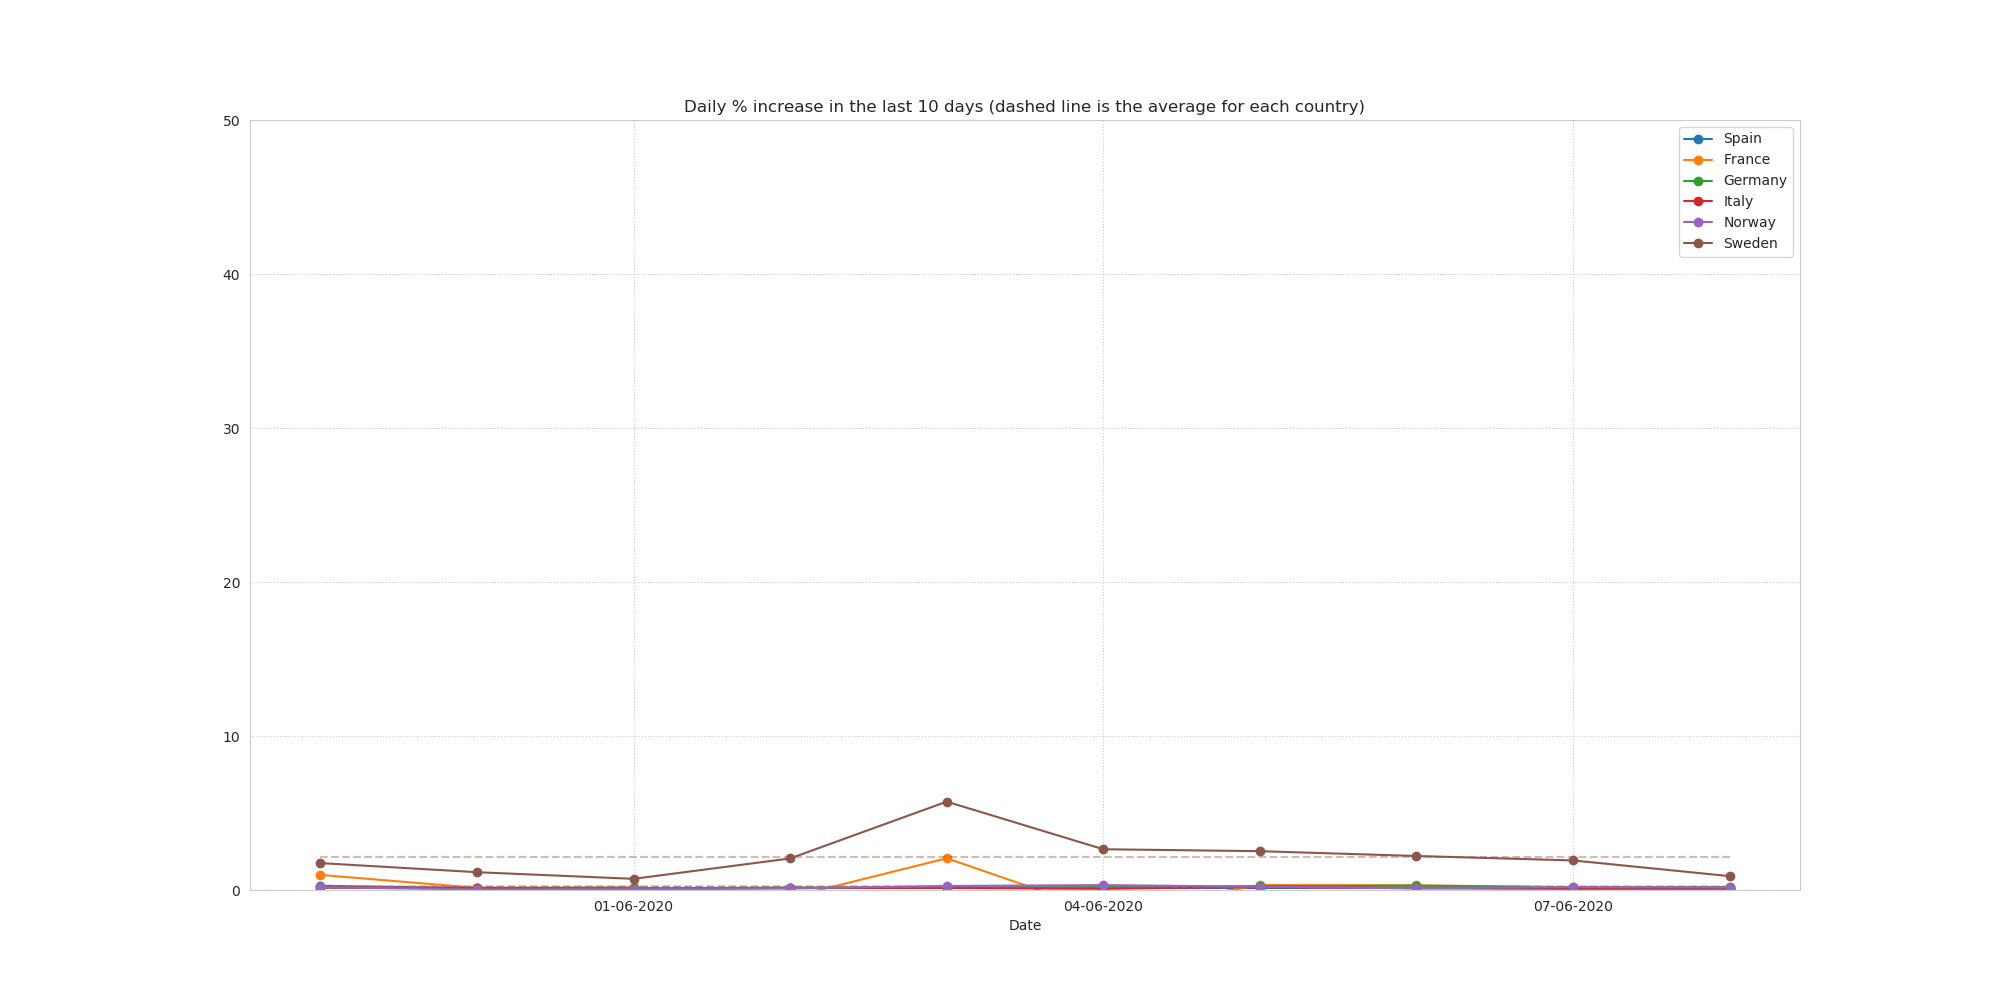 Daily % increase in the last 10 days (dashed line is the average for each country)
50
40
30
20
10
0
Spain
France
Germany
Italy
Norway
Sweden
01-06-2020
04-06-2020
07-06-2020
Date